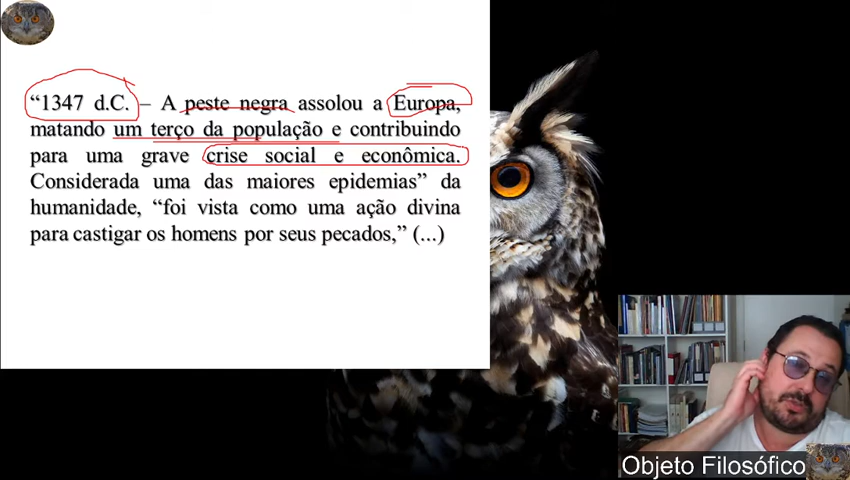 “1347 d.C. – A peste negra assolou a Europa,
matando um terço da população e contribuindo
para uma grave crise social e econômica.
Considerada uma das maiores epidemias” da
humanidade, “foi vista como uma ação divina
para castigar os homens por seus pecados,” (...)
Objeto Filosófico